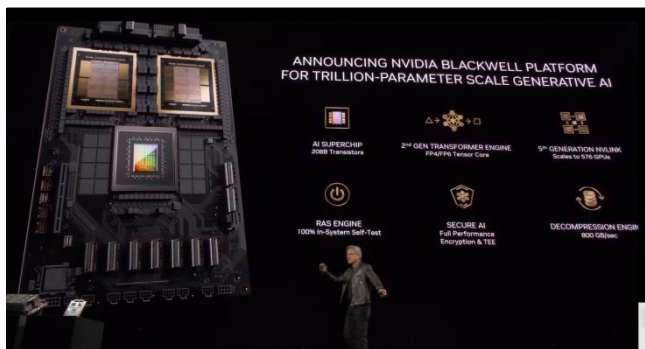 ANNOUNCING NVIDIA BLACKWELL PLATFORM
FOR TRILLION-PARAMETER SCALE GENERATIVE AI
AI SUPERCHIP
208B Transistors
2nd GEN TRANSFORMER ENGINE
FP4/FP6 Tensor Core
5th GENERATION NVLINK
Scales to 576 GPUs
RAS ENGINE
100% In-System Self-Test
SECURE AI
Full Performance
Encryption & TEE
DECOMPRESSION ENGIN
800 GB/sec